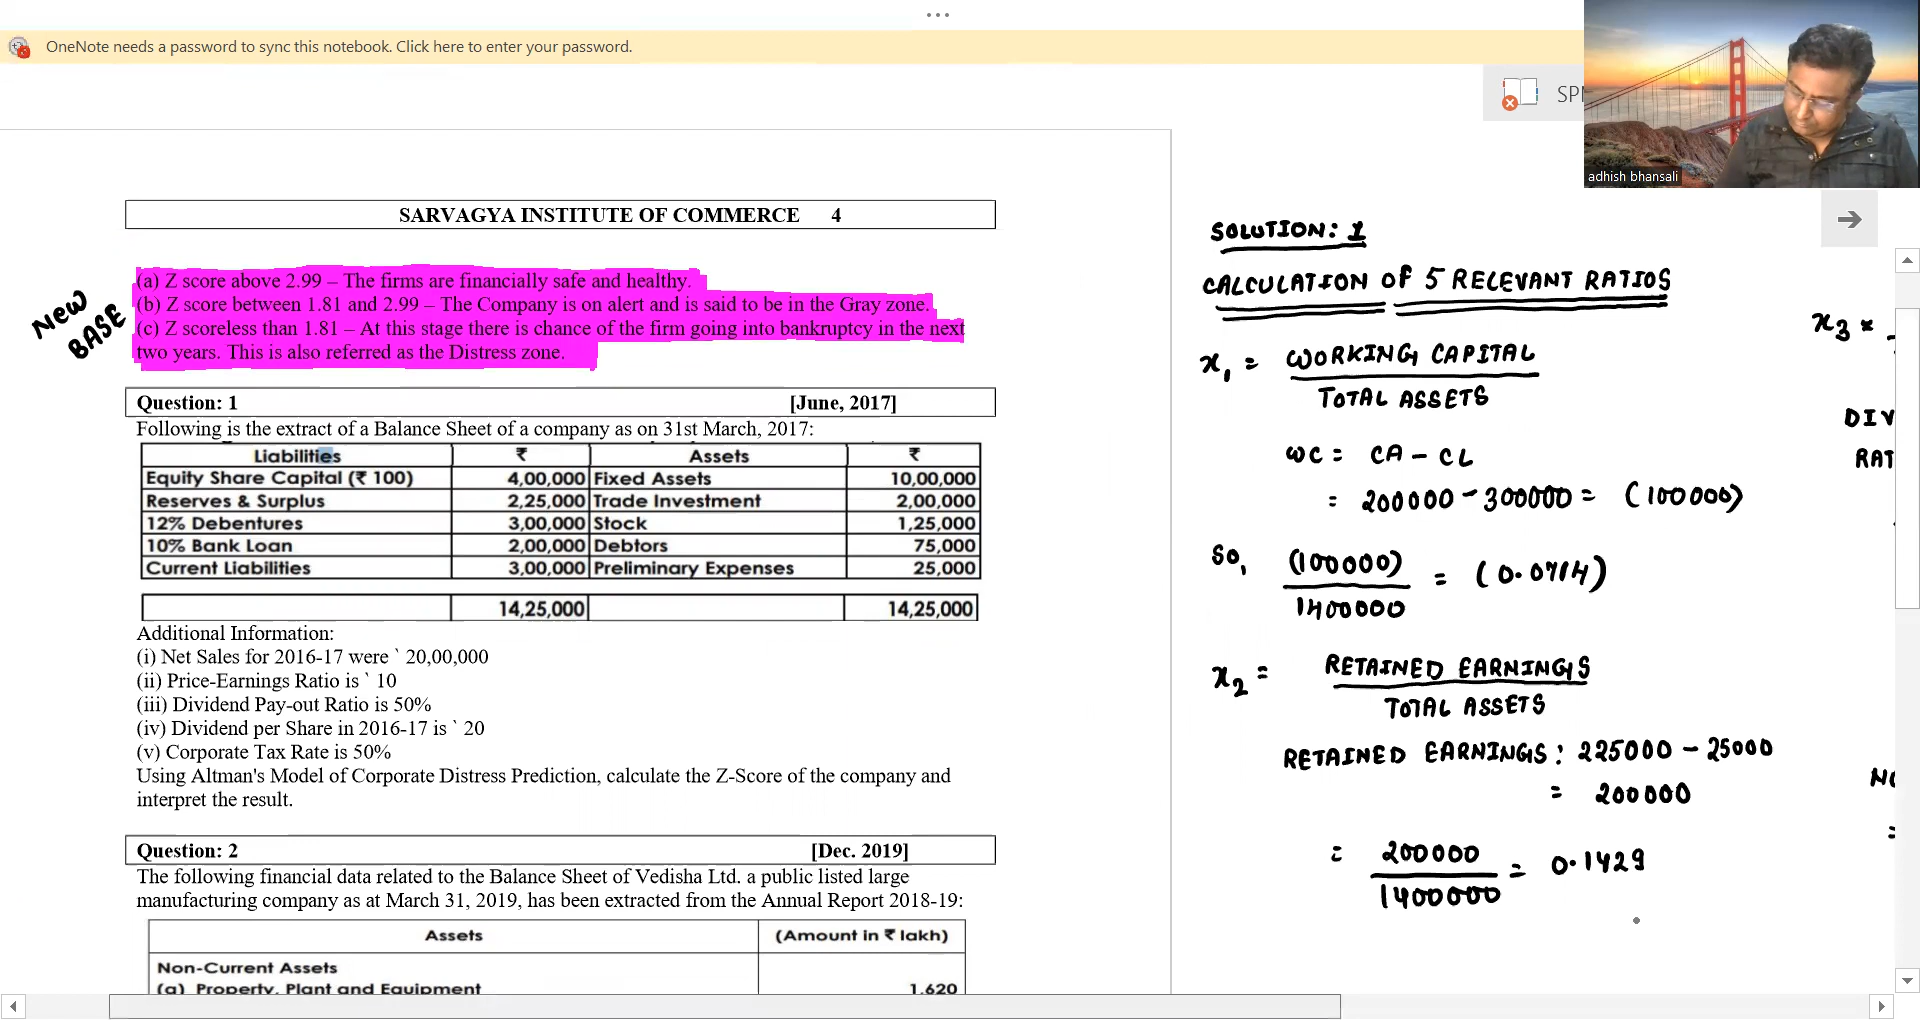 OneNote needs a password to sync this notebook. Click here to enter your password.
SPM
adhish bhansali
SARVAGYA INSTITUTE OF COMMERCE 4
NEW BASE
(a) Z score above 2.99 – The firms are financially safe and healthy.
(b) Z score between 1.81 and 2.99 – The Company is on alert and is said to be in the Gray zone.
(c) Z scoreless than 1.81 – At this stage there is chance of the firm going into bankruptcy in the next
two years. This is also referred as the Distress zone.
Question: 1 [June, 2017]
Following is the extract of a Balance Sheet of a company as on 31st March, 2017:
Liabilities ₹ Assets ₹
Equity Share Capital (₹ 100) 4,00,000 Fixed Assets 10,00,000
Reserves & Surplus 2,25,000 Trade Investment 2,00,000
12% Debentures 3,00,000 Stock 1,25,000
10% Bank Loan 2,00,000 Debtors 75,000
Current Liabilities 3,00,000 Preliminary Expenses 25,000
14,25,000 14,25,000
Additional Information:
(i) Net Sales for 2016-17 were ` 20,00,000
(ii) Price-Earnings Ratio is ` 10
(iii) Dividend Pay-out Ratio is 50%
(iv) Dividend per Share in 2016-17 is ` 20
(v) Corporate Tax Rate is 50%
Using Altman's Model of Corporate Distress Prediction, calculate the Z-Score of the company and
interpret the result.
Question: 2 [Dec. 2019]
The following financial data related to the Balance Sheet of Vedisha Ltd. a public listed large
manufacturing company as at March 31, 2019, has been extracted from the Annual Report 2018-19:
Assets (Amount in ₹ lakh)
Non-Current Assets
(a) Property, Plant and Equipment 1,620
SOLUTION: 1
CALCULATION OF 5 RELEVANT RATIOS
x1 = WORKING CAPITAL
TOTAL ASSETS
WC = CA - CL
= 200000 - 300000 = (100000)
SO, (100000) = (0.0714)
1400000
x2 = RETAINED EARNINGS
TOTAL ASSETS
RETAINED EARNINGS: 225000 - 25000
= 200000
= 200000 = 0.1429
1400000
x3 =
DIV
RAT
NO
=